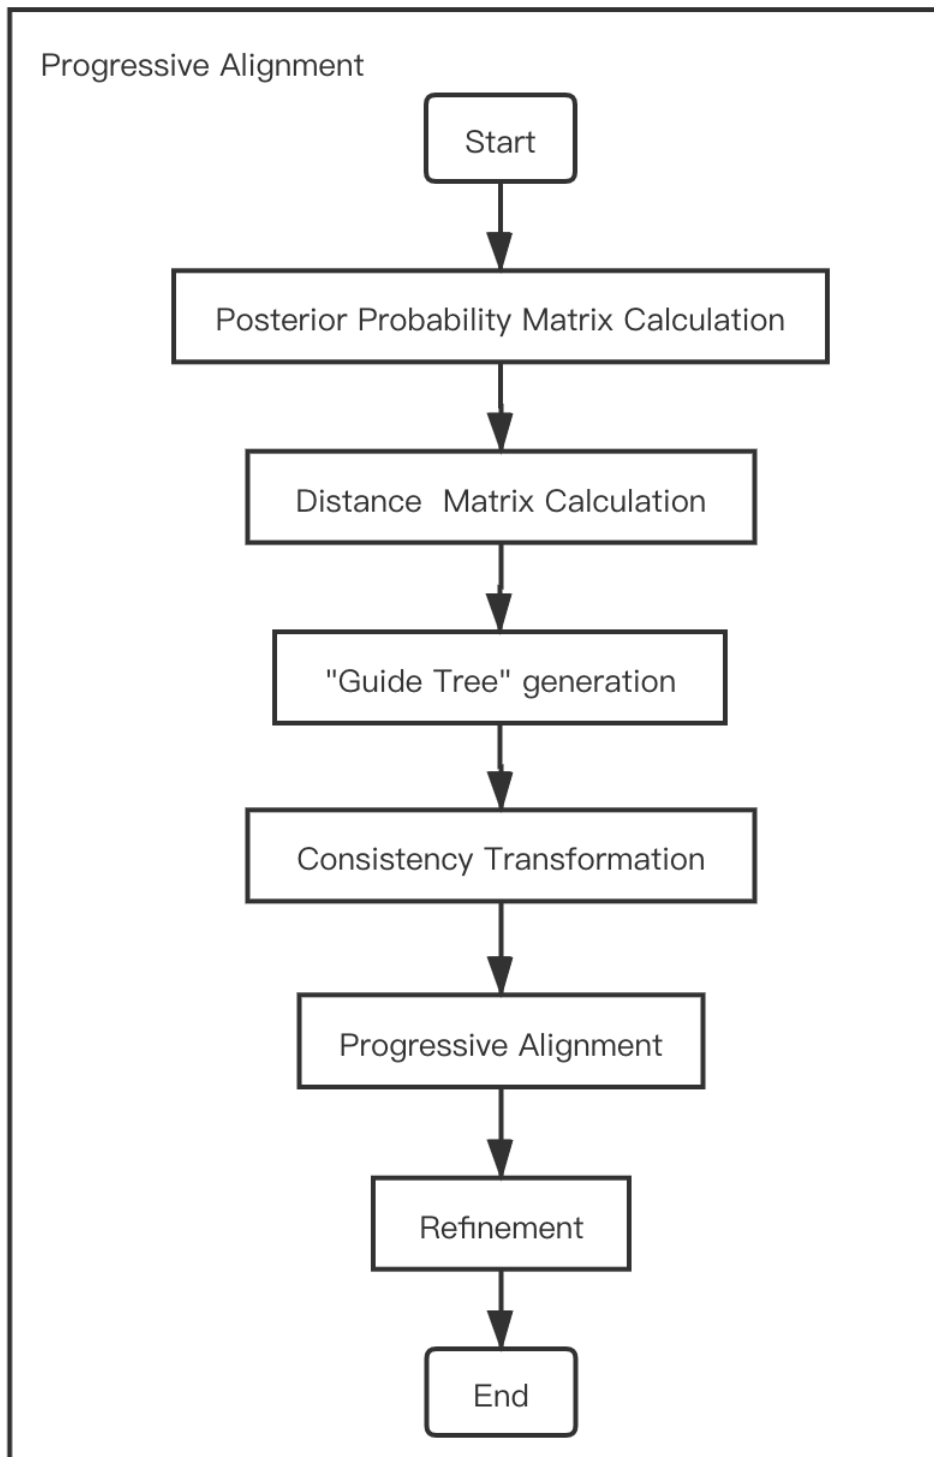 Progressive Alignment
Start
Posterior Probability Matrix Calculation
Distance  Matrix Calculation
"Guide Tree" generation
Consistency Transformation
Progressive Alignment
Refinement
End